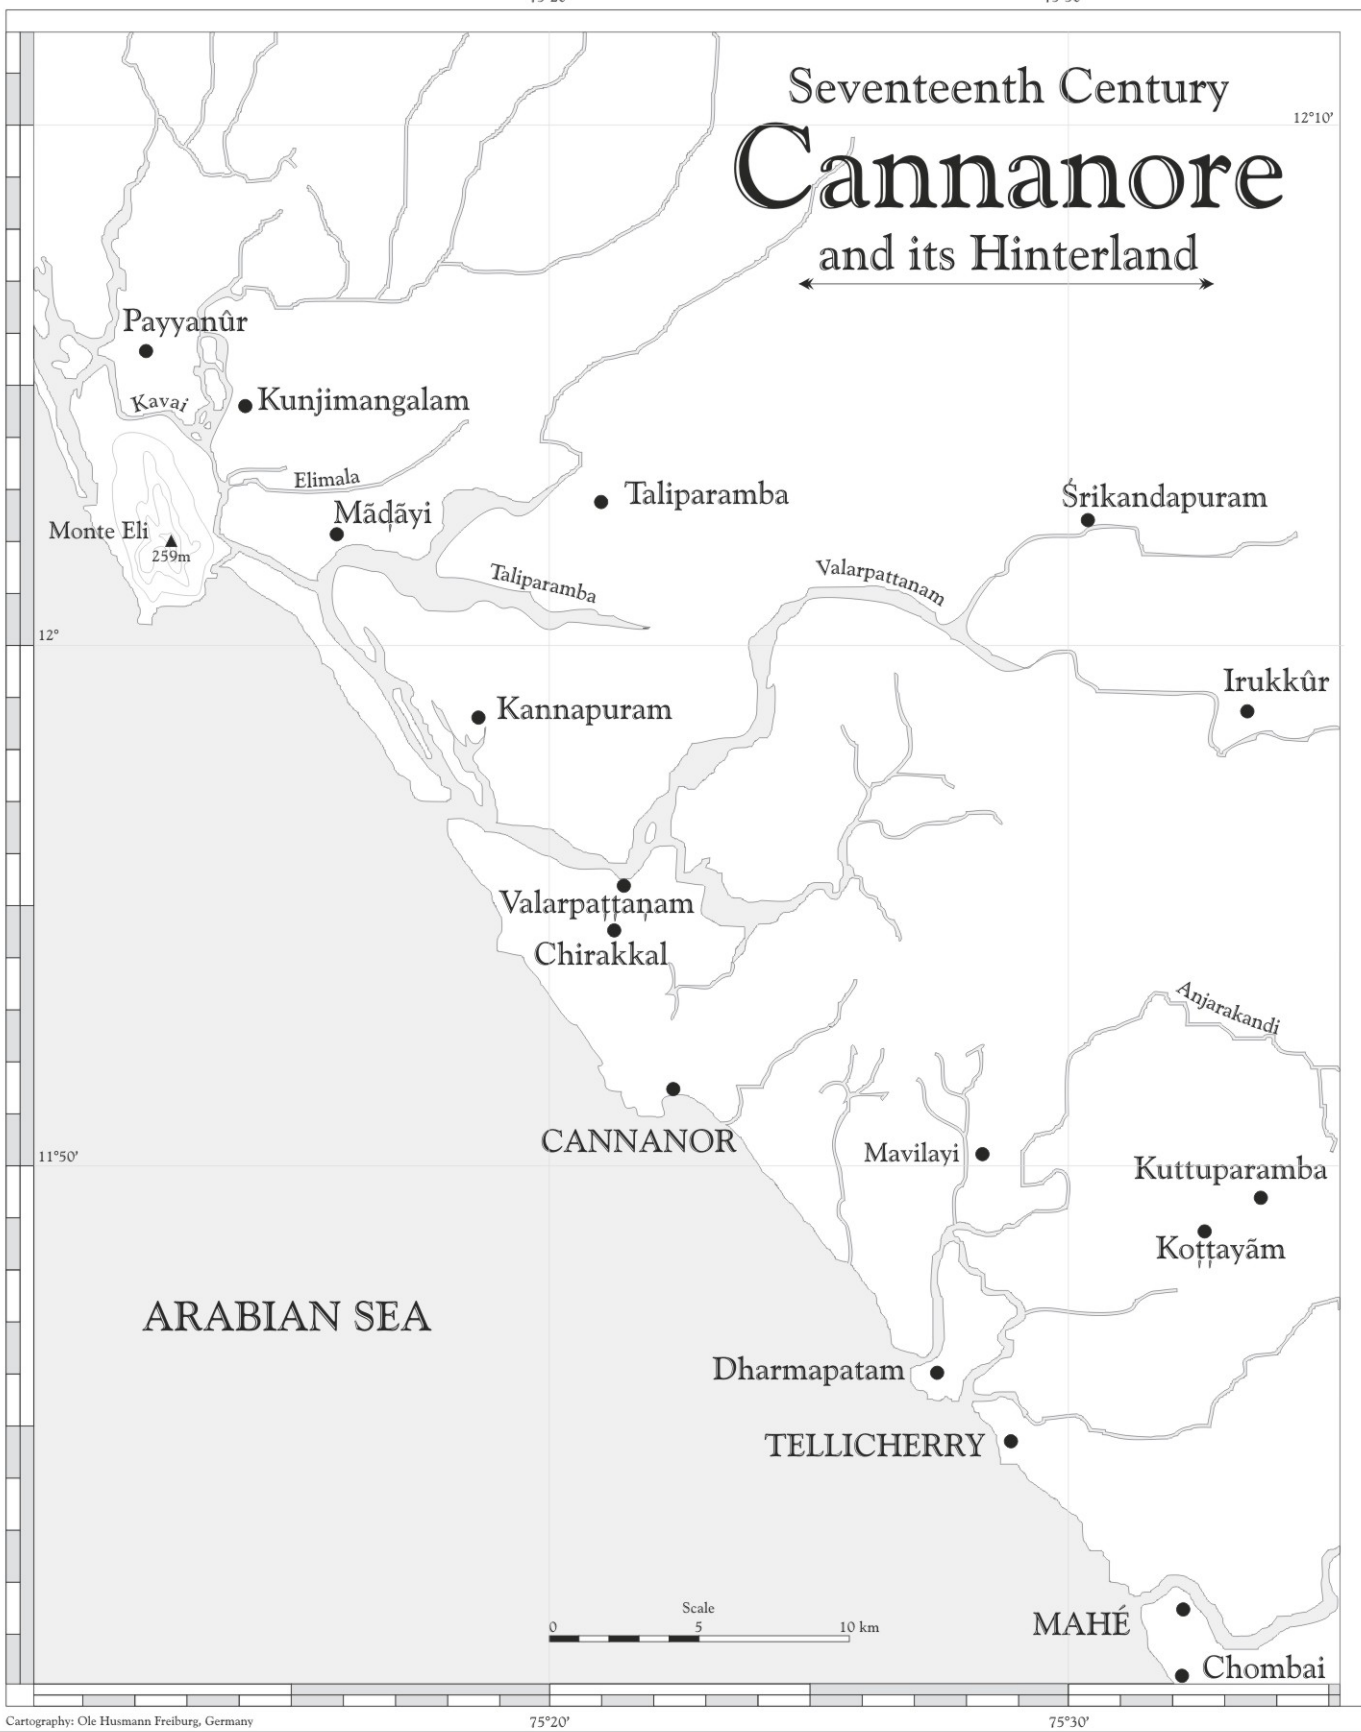 Seventeenth Century
Cannanore
and its Hinterland
12°10'
Payyanûr
Kavai
Kunjimangalam
Elimala
Mãḍãyi
Taliparamba
Śrikandapuram
Monte Eli
259m
Taliparamba
Valarpattanam
12°
Irukkûr
Kannapuram
Valarpaṭṭaṇam
Chirakkal
Anjarakandi
CANNANOR
11°50'
Mavilayi
Kuttuparamba
Koṭṭayãm
ARABIAN SEA
Dharmapatam
TELLICHERRY
Scale
0 5 10 km
MAHÉ
Chombai
Cartography: Ole Husmann Freiburg, Germany
75°20' 75°30'